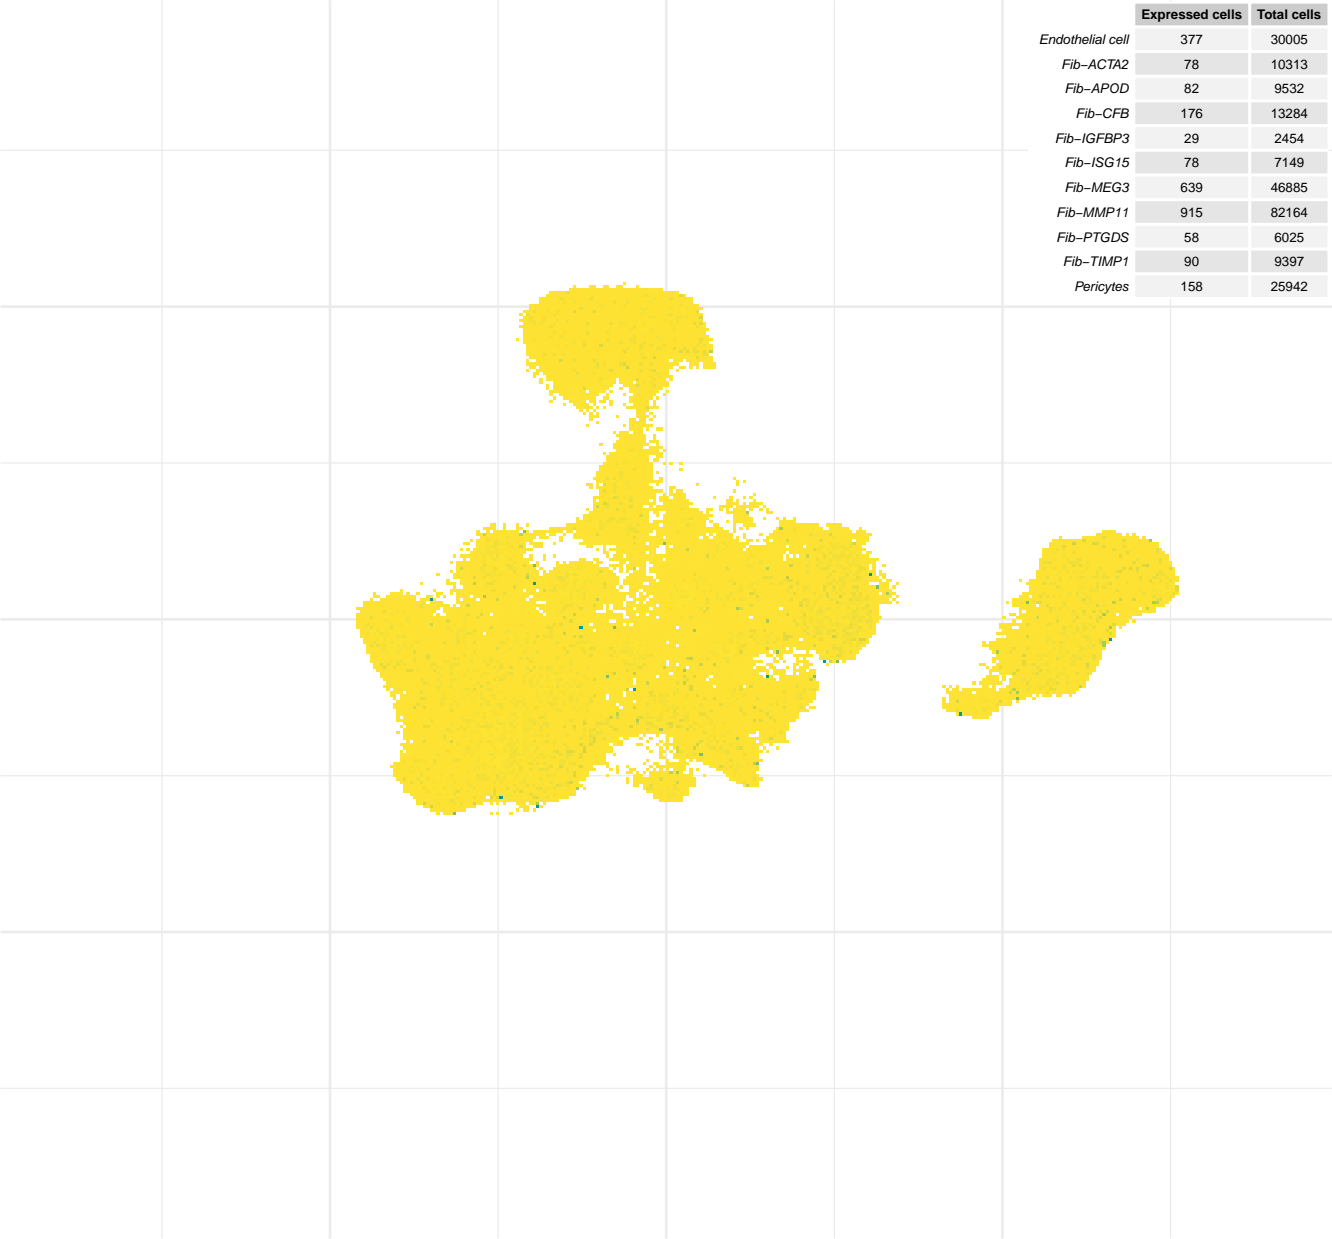 Expressed cells Total cells
Endothelial cell 377 30005
Fib−ACTA2 78 10313
Fib−APOD 82 9532
Fib−CFB 176 13284
Fib−IGFBP3 29 2454
Fib−ISG15 78 7149
Fib−MEG3 639 46885
Fib−MMP11 915 82164
Fib−PTGDS 58 6025
Fib−TIMP1 90 9397
Pericytes 158 25942